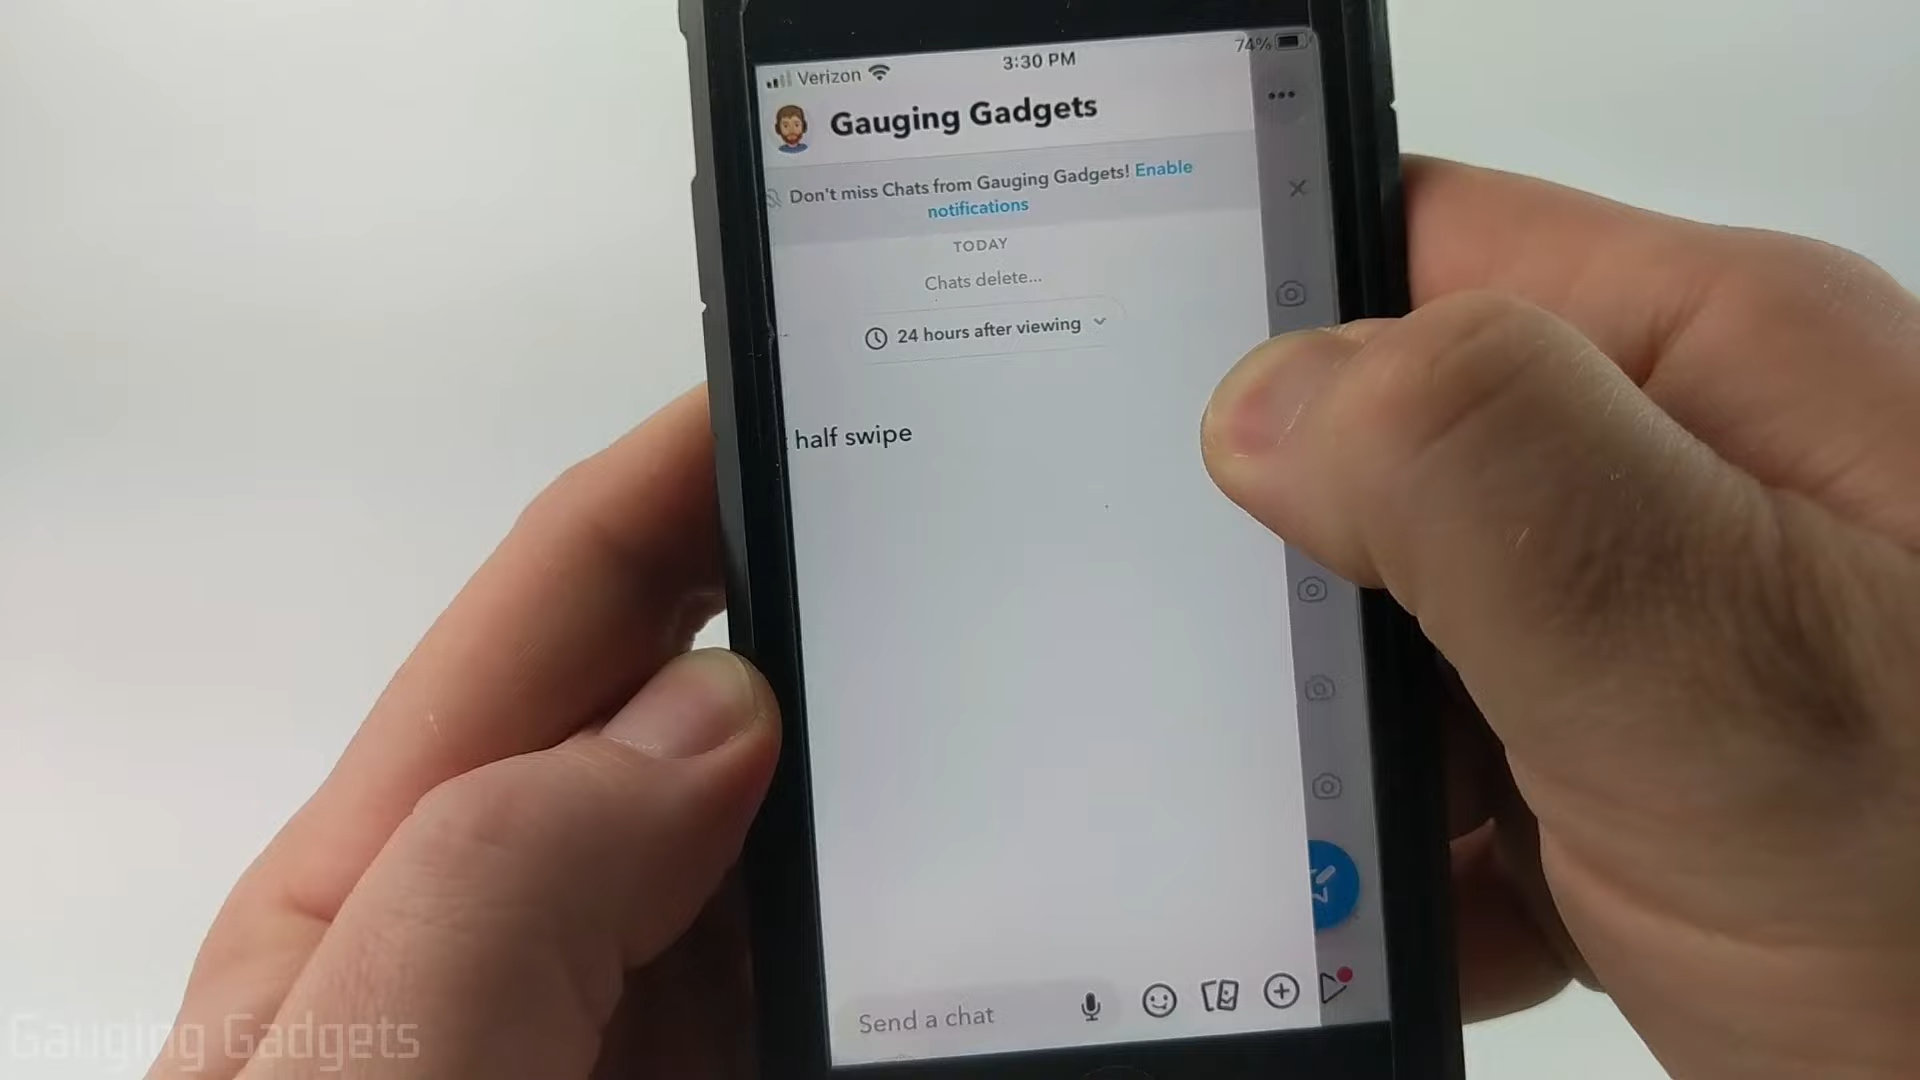 Verizon
3:30 PM
74%
Gauging Gadgets
Don't miss Chats from Gauging Gadgets! Enable
notifications
TODAY
Chats delete...
24 hours after viewing
half swipe
Send a chat
Gauging Gadgets